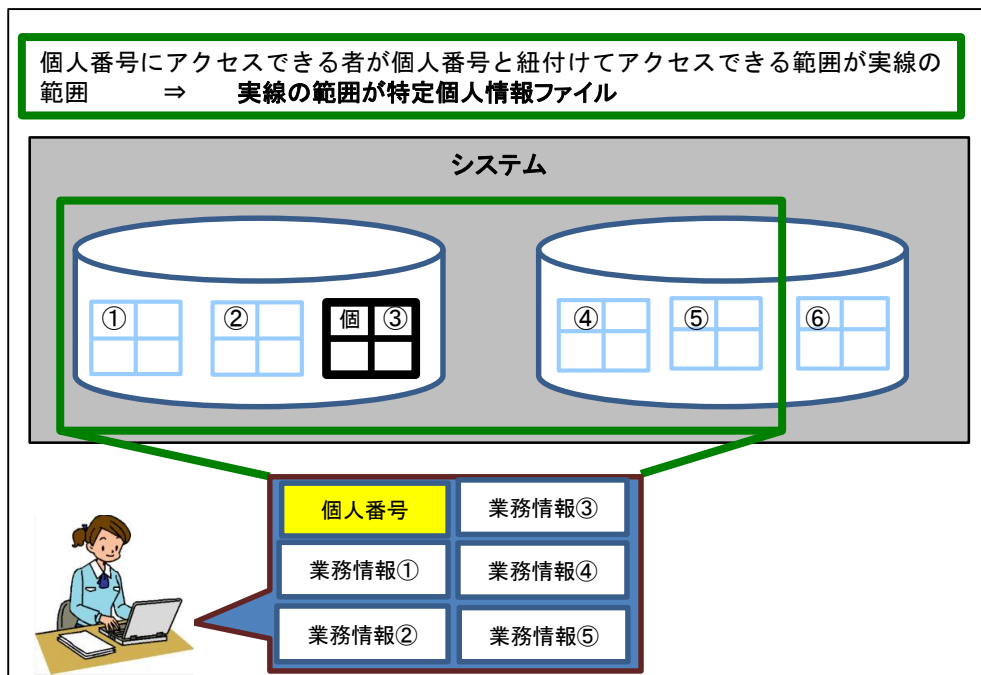 個人番号にアクセスできる者が個人番号と紐付けてアクセスできる範囲が実線の
範囲　　　⇒　　実線の範囲が特定個人情報ファイル
システム
①
②
個 ③
④
⑤
⑥
個人番号
業務情報③
業務情報①
業務情報④
業務情報②
業務情報⑤